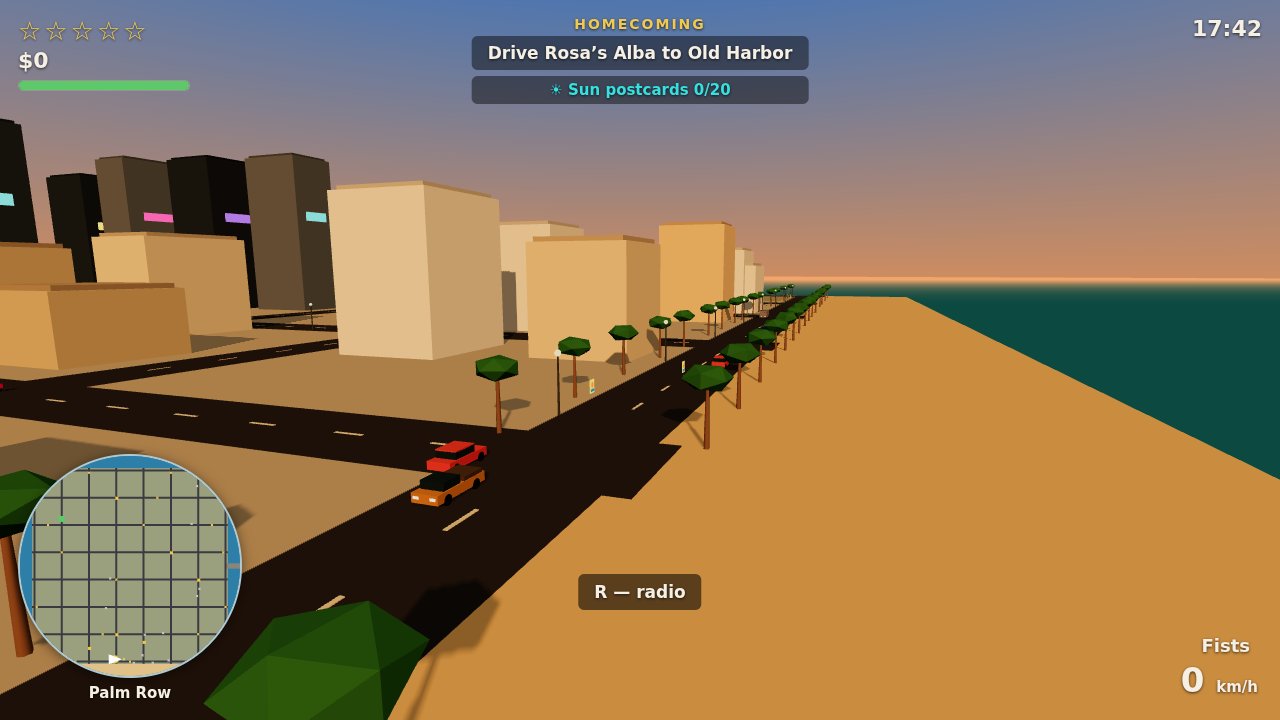 ☆☆☆☆☆
$0
HOMECOMING
Drive Rosa’s Alba to Old Harbor
☀ Sun postcards 0/20
17:42
R — radio
Palm Row
Fists
0 km/h